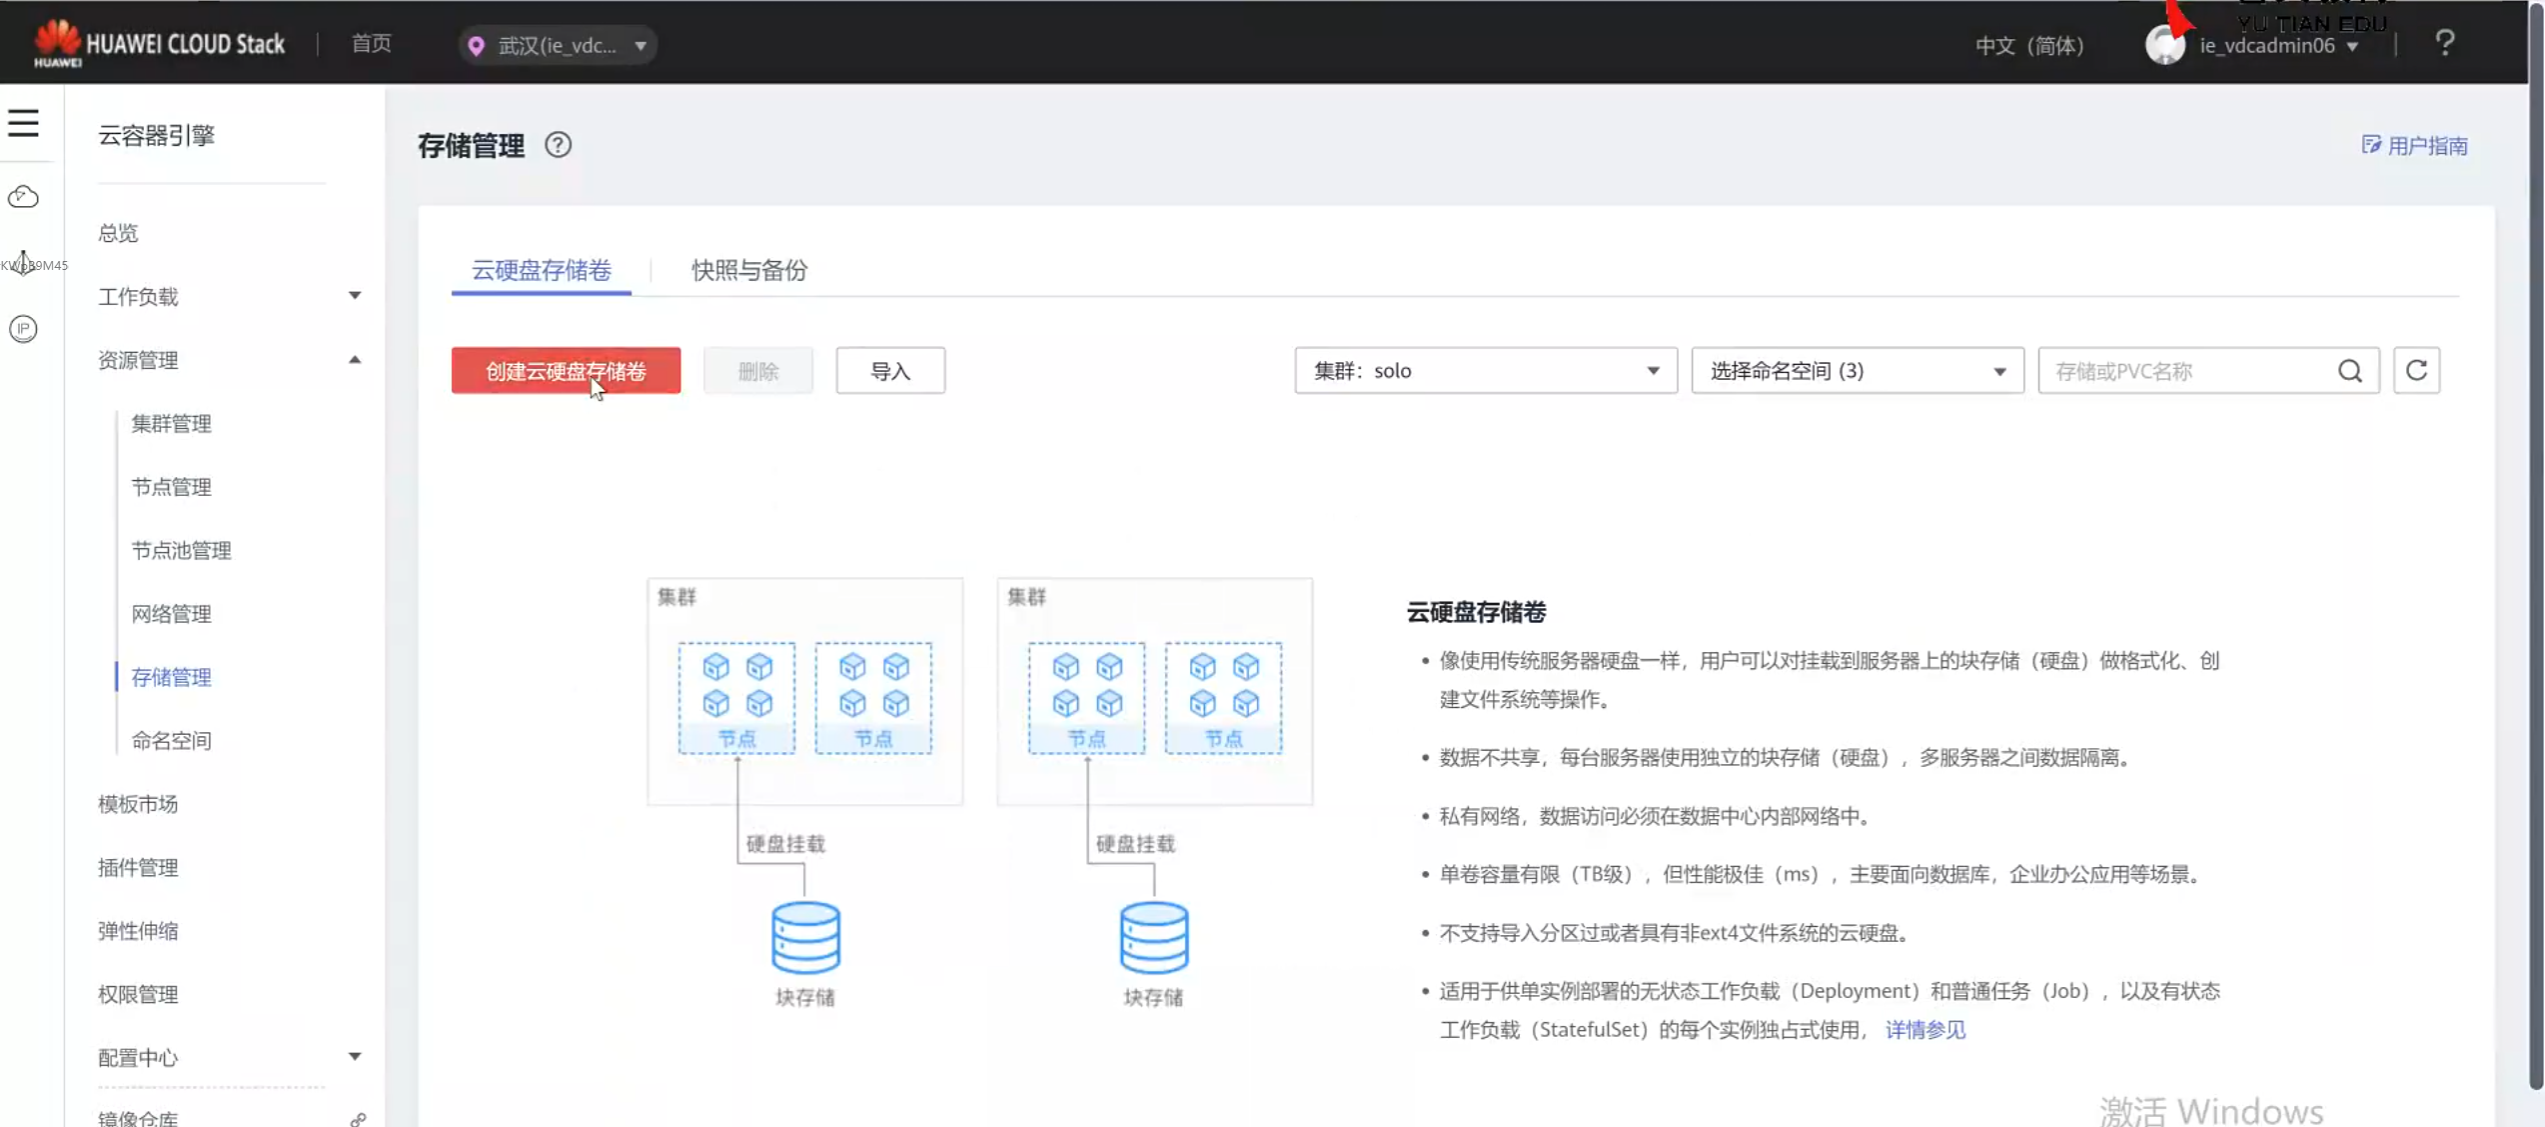 HUAWEI
HUAWEI CLOUD Stack
首页
武汉(ie_vdc...
中文（简体）
YU TIAN EDU
ie_vdcadmin06
?
云容器引擎
总览
工作负载
资源管理
集群管理
节点管理
节点池管理
网络管理
存储管理
命名空间
模板市场
插件管理
弹性伸缩
权限管理
配置中心
镜像仓库
IP
存储管理
?
用户指南
云硬盘存储卷
快照与备份
创建云硬盘存储卷
删除
导入
集群：solo
选择命名空间 (3)
存储或PVC名称
集群
节点
节点
硬盘挂载
块存储
集群
节点
节点
硬盘挂载
块存储
云硬盘存储卷
• 像使用传统服务器硬盘一样，用户可以对挂载到服务器上的块存储（硬盘）做格式化、创
建文件系统等操作。
• 数据不共享，每台服务器使用独立的块存储（硬盘），多服务器之间数据隔离。
• 私有网络，数据访问必须在数据中心内部网络中。
• 单卷容量有限（TB级），但性能极佳（ms），主要面向数据库，企业办公应用等场景。
• 不支持导入分区过或者具有非ext4文件系统的云硬盘。
• 适用于供单实例部署的无状态工作负载（Deployment）和普通任务（Job），以及有状态
工作负载（StatefulSet）的每个实例独占式使用， 详情参见
激活 Windows